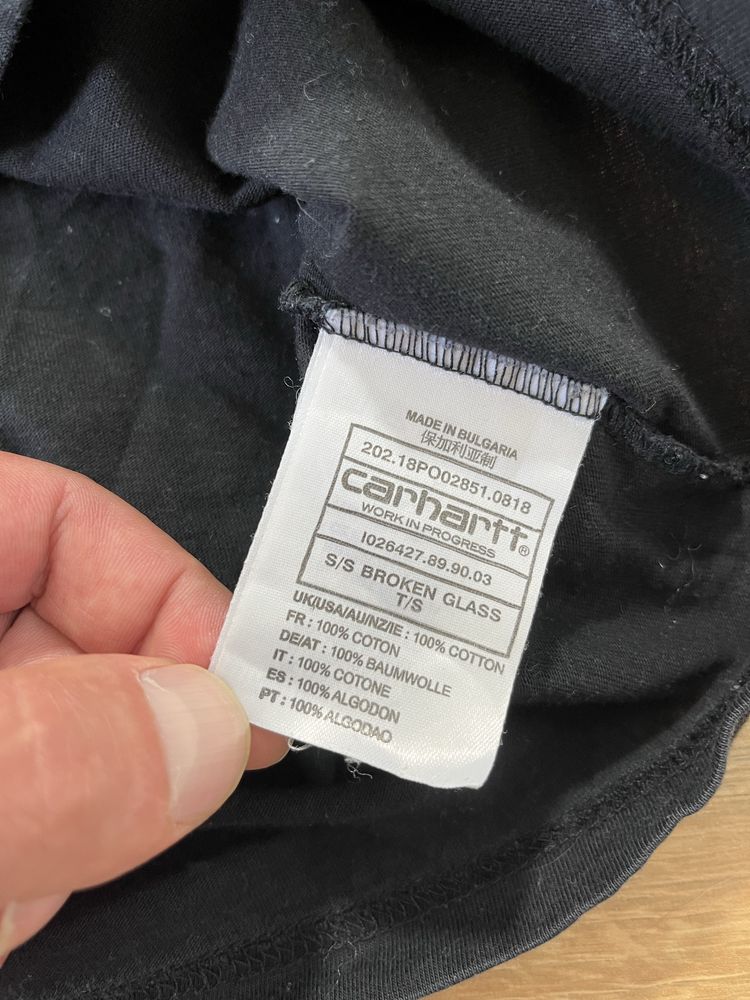 MADE IN BULGARIA
保加利亚制
202.18PO02851.0818
carhartt®
WORK IN PROGRESS
I026427.89.90.03
S/S BROKEN GLASS
T/S
UK/USA/AU/NZ/IE : 100% COTTON
FR : 100% COTON
DE/AT : 100% BAUMWOLLE
IT : 100% COTONE
ES : 100% ALGODON
PT : 100% ALGODAO